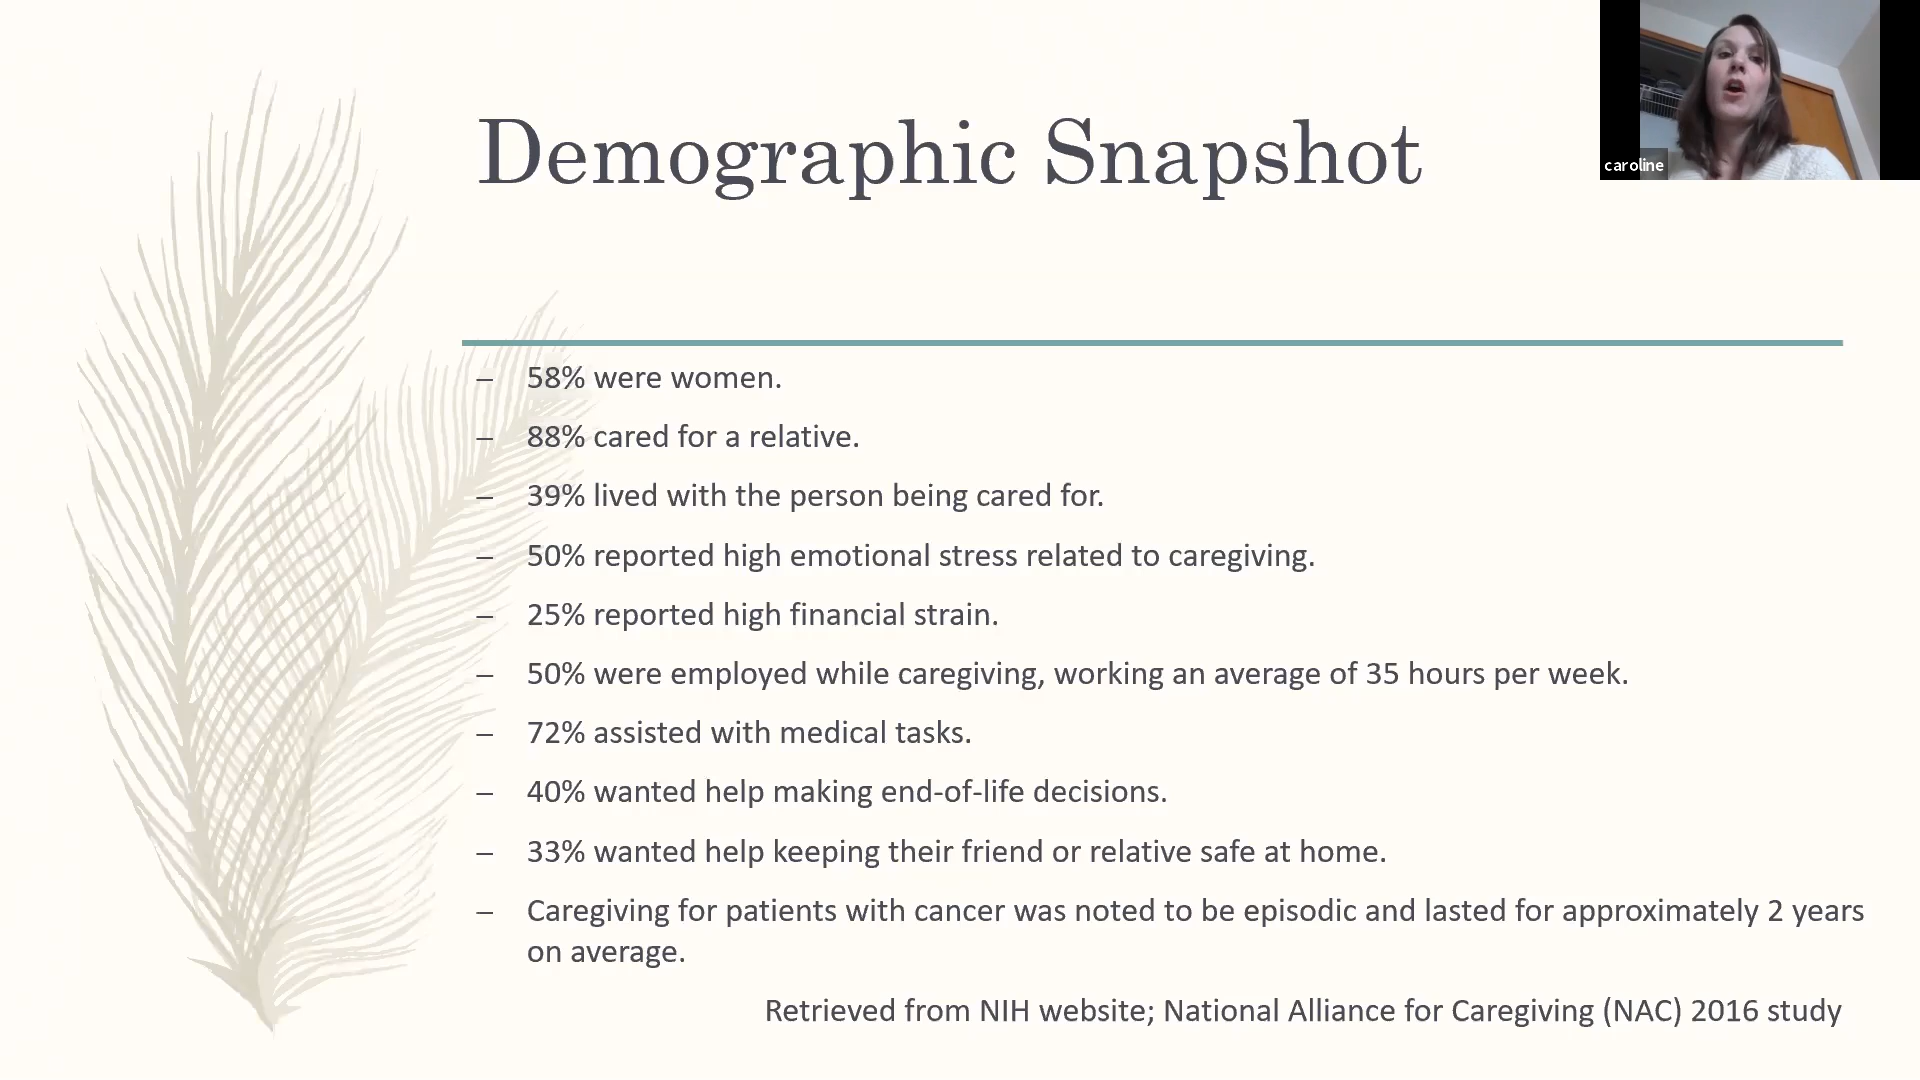 Demographic Snapshot
caroline
– 58% were women.
– 88% cared for a relative.
– 39% lived with the person being cared for.
– 50% reported high emotional stress related to caregiving.
– 25% reported high financial strain.
– 50% were employed while caregiving, working an average of 35 hours per week.
– 72% assisted with medical tasks.
– 40% wanted help making end-of-life decisions.
– 33% wanted help keeping their friend or relative safe at home.
– Caregiving for patients with cancer was noted to be episodic and lasted for approximately 2 years
on average.
Retrieved from NIH website; National Alliance for Caregiving (NAC) 2016 study